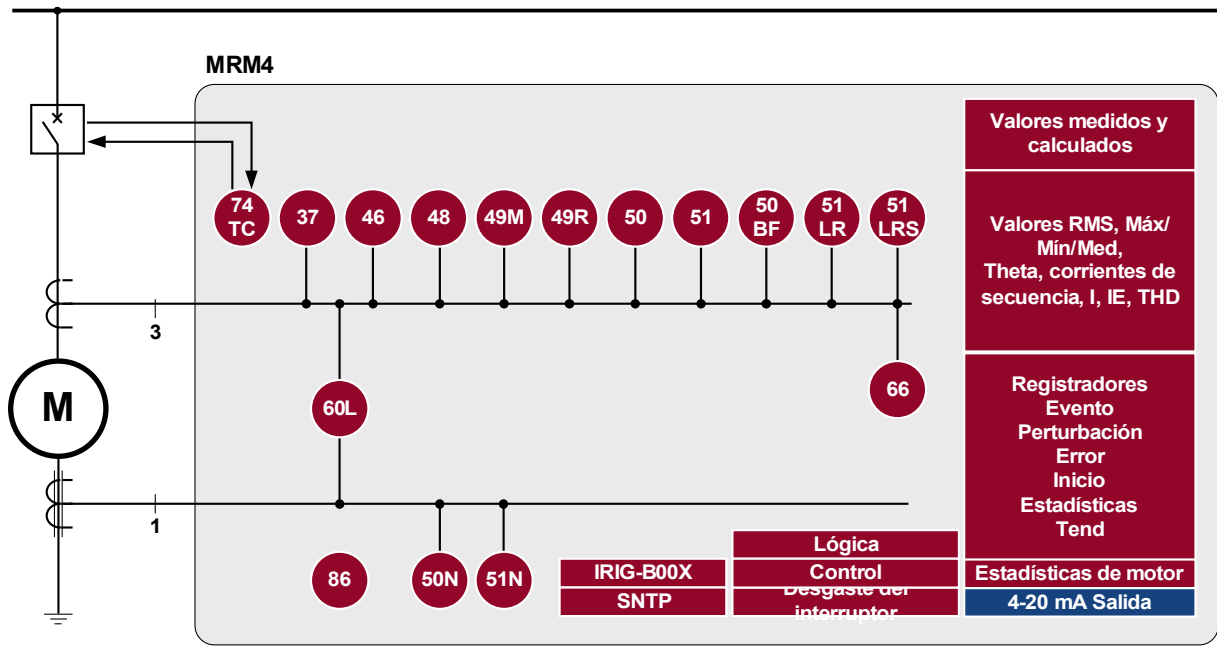 MRM4
Valores medidos y
calculados
74
TC
37
46
48
49M
49R
50
51
50
BF
51
LR
51
LRS
Valores RMS, Máx/
Mín/Med,
Theta, corrientes de
secuencia, I, IE, THD
3
M
60L
66
Registradores
Evento
Perturbación
Error
Inicio
Estadísticas
Tend
1
86
50N
51N
Lógica
IRIG-B00X
Control
Estadísticas de motor
SNTP
Desgaste del
interruptor
4-20 mA Salida